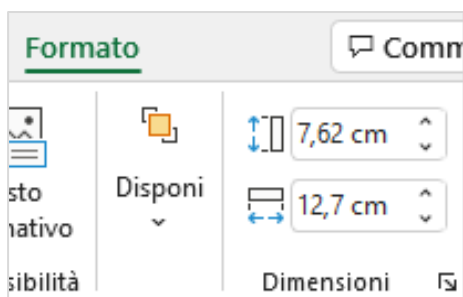 Formato
Comm
7,62 cm
sto
nativo
Disponi
12,7 cm
sibilità
Dimensioni